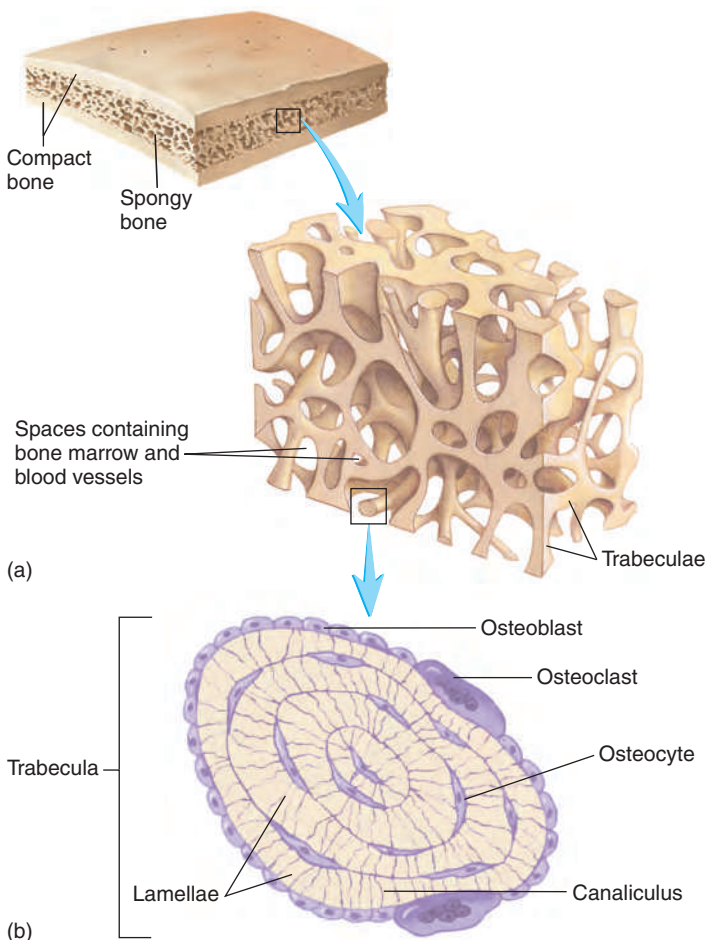 Compact
bone
Spongy
bone
Spaces containing
bone marrow and
blood vessels
Trabeculae
(a)
Osteoblast
Osteoclast
Trabecula
Osteocyte
Lamellae
Canaliculus
(b)